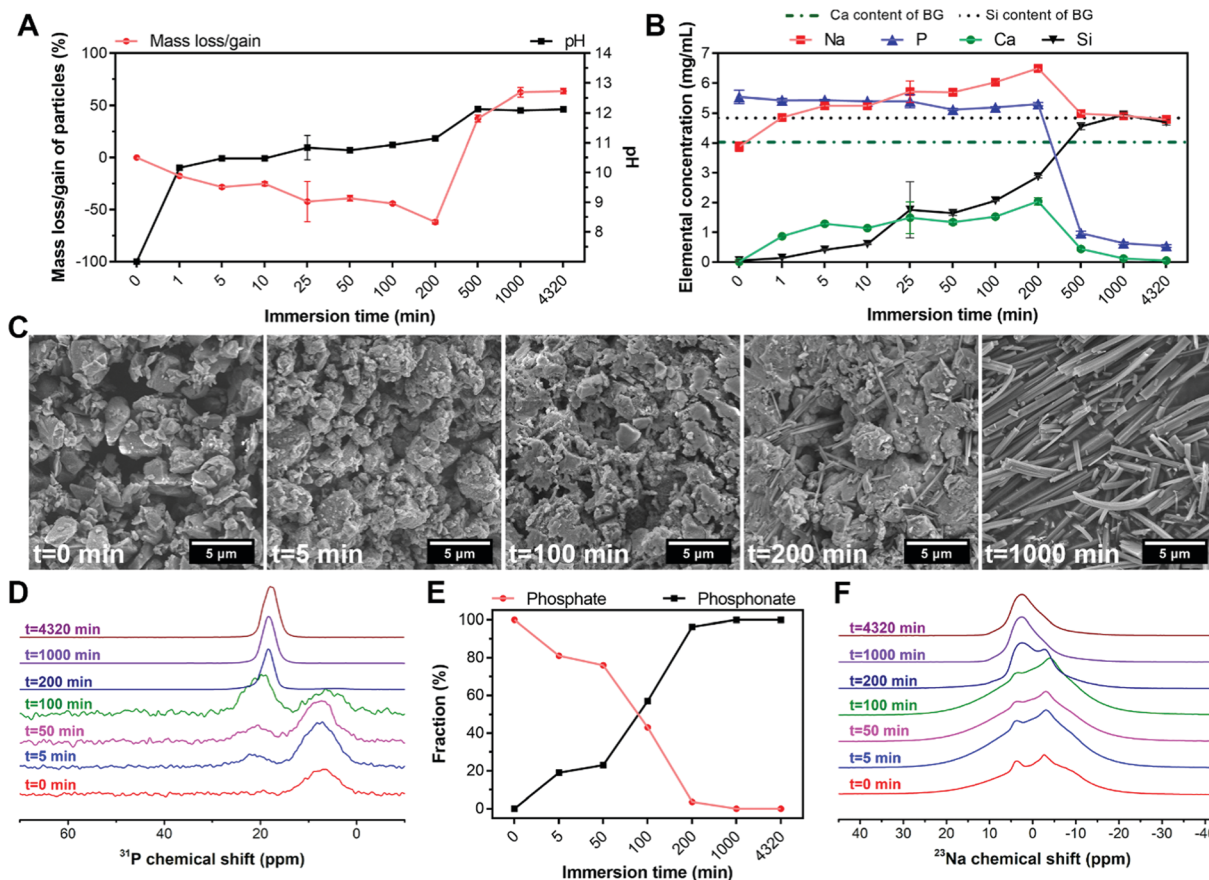 A
Mass loss/gain
pH
Mass loss/gain of particles (%)
100
50
0
-50
-100
14
13
12
11
10
9
8
pH
0 1 5 10 25 50 100 200 500 1000 4320
Immersion time (min)
B
Ca content of BG
Si content of BG
Na
P
Ca
Si
Elemental concentration (mg/mL)
7
6
5
4
3
2
1
0
0 1 5 10 25 50 100 200 500 1000 4320
Immersion time (min)
C
t=0 min
5 µm
t=5 min
5 µm
t=100 min
5 µm
t=200 min
5 µm
t=1000 min
5 µm
D
t=4320 min
t=1000 min
t=200 min
t=100 min
t=50 min
t=5 min
t=0 min
60 40 20 0
³¹P chemical shift (ppm)
E
Phosphate
Phosphonate
Fraction (%)
100
80
60
40
20
0
0 5 50 100 200 1000 4320
Immersion time (min)
F
t=4320 min
t=1000 min
t=200 min
t=100 min
t=50 min
t=5 min
t=0 min
40 30 20 10 0 -10 -20 -30 -40
²³Na chemical shift (ppm)